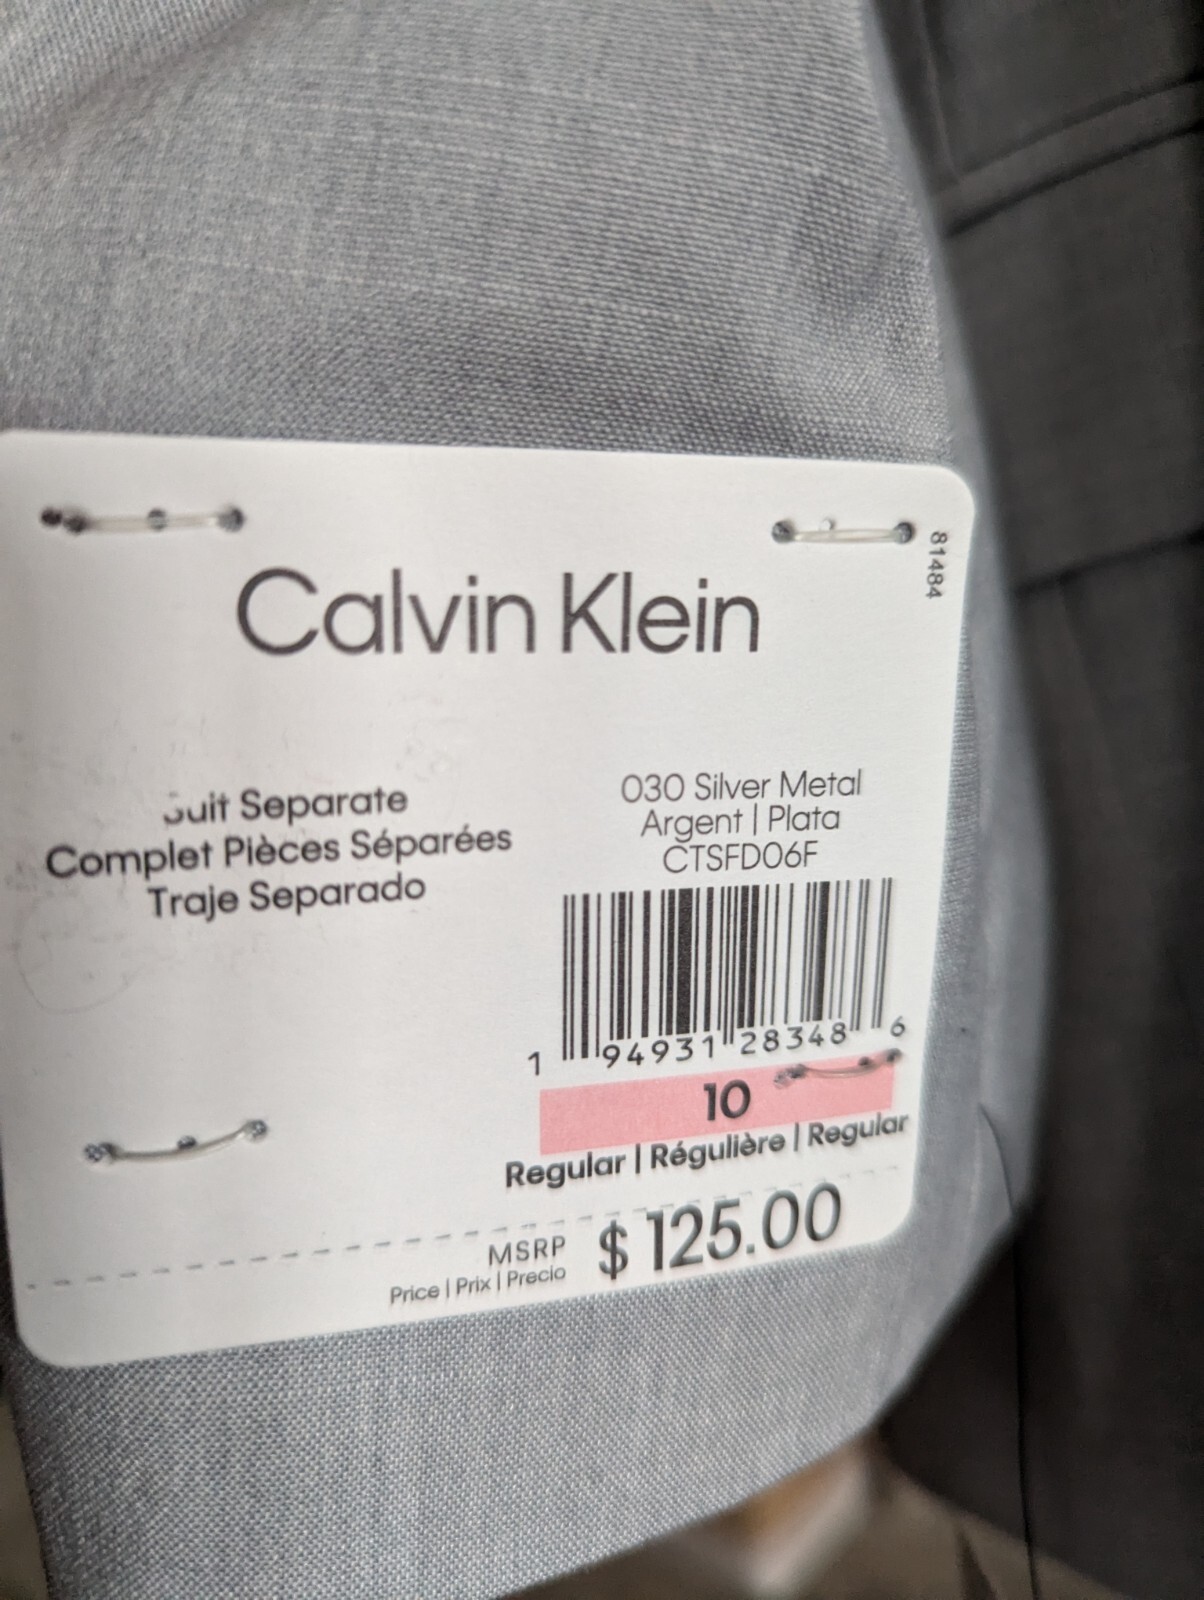 81484
Calvin Klein
Suit Separate
Complet Pièces Séparées
Traje Separado
030 Silver Metal
Argent | Plata
CTSFD06F
1 94931 28348 6
10
Regular | Régulière | Regular
MSRP $125.00
Price | Prix | Precio